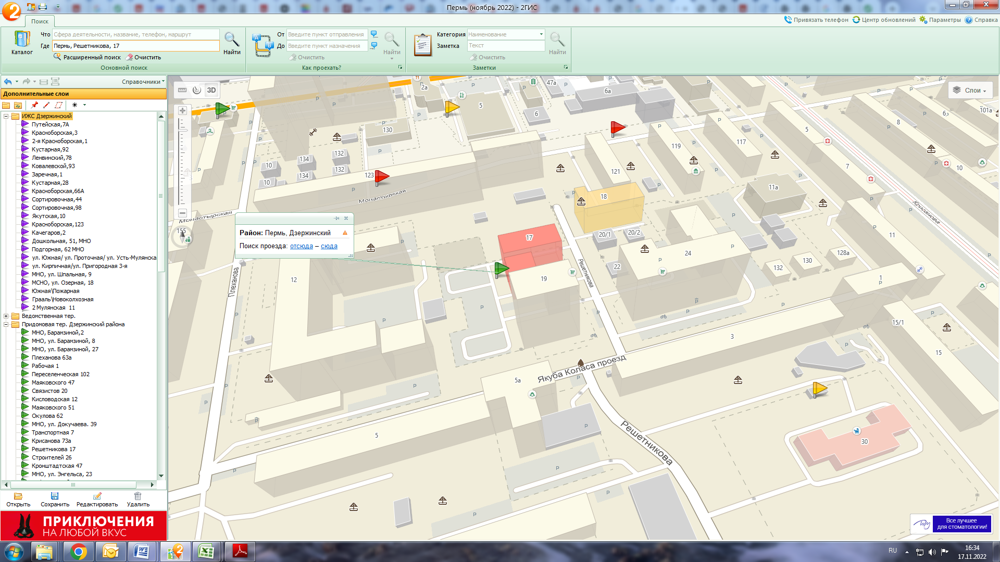 Пермь (ноябрь 2022) - 2ГИС
Поиск
Привязать телефон
Центр обновлений
Параметры
Справка
Каталог
Что
Сфера деятельности, название, телефон, маршрут
Где
Пермь, Решетникова, 17
Расширенный поиск
Очистить
Найти
Основной поиск
От
Введите пункт отправления
До
Введите пункт назначения
Очистить
Найти
Как проехать?
Категория
Наименование
Заметка
Текст
Очистить
Найти
Заметки
Справочники
Дополнительные слои
ИЖС Дзержинский
Путейская,7А
Красноборская,3
2-я Красноборская,1
Кустарная,92
Ленвинский,78
Ковалевской,93
Заречная,1
Кустарная,28
Красноборская,66А
Сортировочная,44
Сортировочная,98
Якутская,10
Красноборская,123
Качегаров,2
Дошкольная, 51, МНО
Подгорная, 62 МНО
ул. Южная/ ул. Проточная/ ул. Усть-Мулянска
ул. Кирпичная/ул. Пригородная 3-я
МНО, ул. Шпальная, 9
МСНО, ул. Озерная, 18
Южная\Пожарная
Грааль\Новоколхозная
2 Мулянская 11
Ведомственная тер.
Придомовая тер. Дзержинский района
МНО, Барамзиной,2
МНО, ул. Барамзиной, 8
МНО, ул. Барамзиной, 27
Плеханова 63а
Рабочая 1
Переселенческая 102
Маяковского 47
Связистов 20
Кисловодская 12
Маяковского 51
Окулова 62
МНО, ул. Докучаева. 39
Транспортная 7
Крисанова 73а
Решетникова 17
Строителей 26
Кронштадтская 47
МНО, ул. Энгельса, 23
Открыть
Сохранить
Редактировать
Удалить
ПРИКЛЮЧЕНИЯ
НА ЛЮБОЙ ВКУС
3D
Слои
155
Район: Пермь, Дзержинский
Поиск проезда: отсюда – сюда
2а
47а
6а
5
6
130
8
101а
5
134
132
10
134
132
10
123
Монастырская
Монастырская
119
117
121
7
10
11а
18
Крисанова
20/1
20/2
17
24
11
128а
130
132
22
19
12
Плеханова
Решетникова
1
3
15/1
15
Якуба Коласа проезд
5а
5
Решетникова
30
Все лучшее
для стоматологии!
RU
16:34
17.11.2022